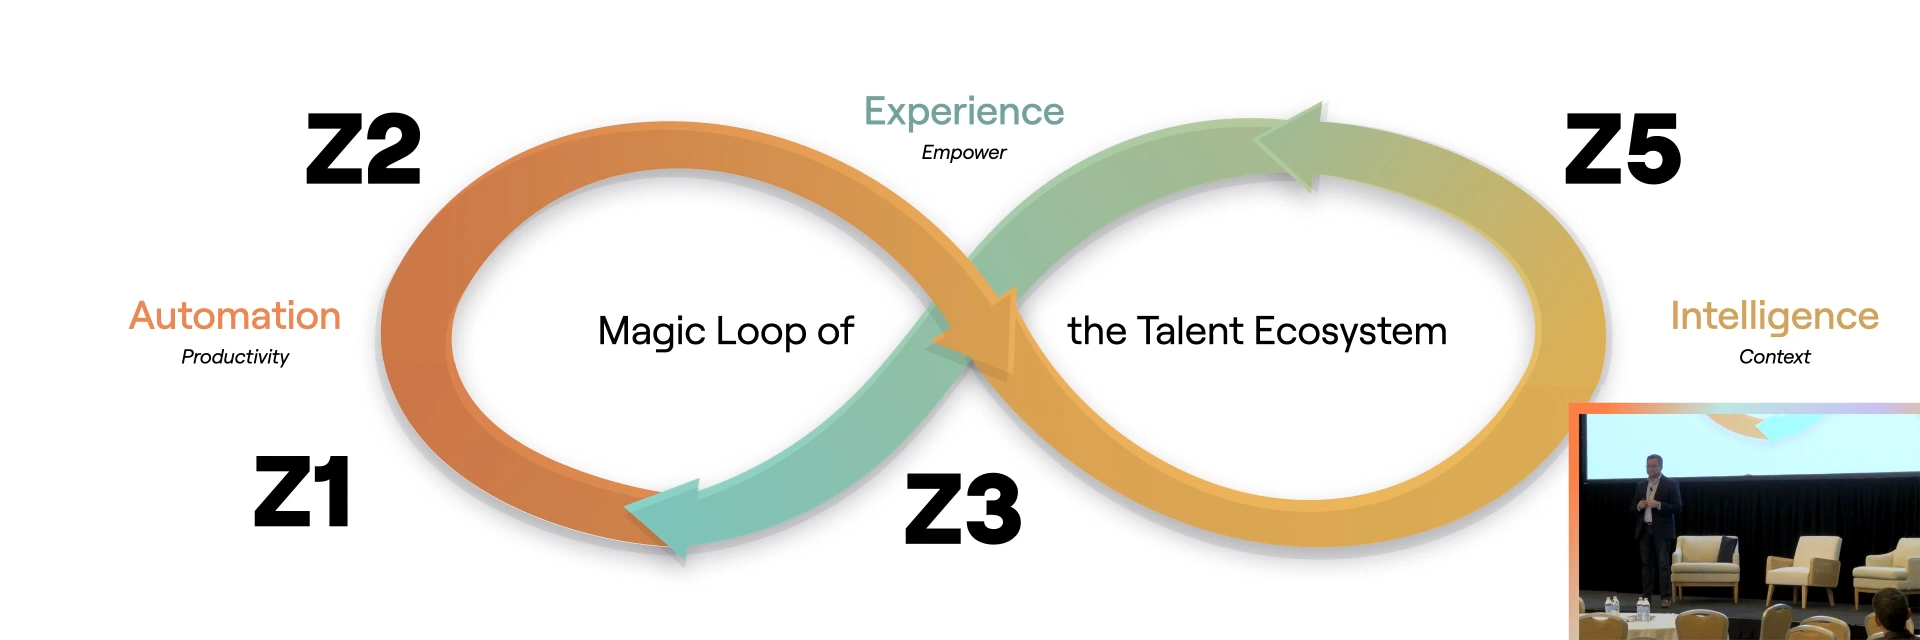 Z2
Experience
Empower
Z5
Automation
Productivity
Magic Loop of
the Talent Ecosystem
Intelligence
Context
Z1
Z3